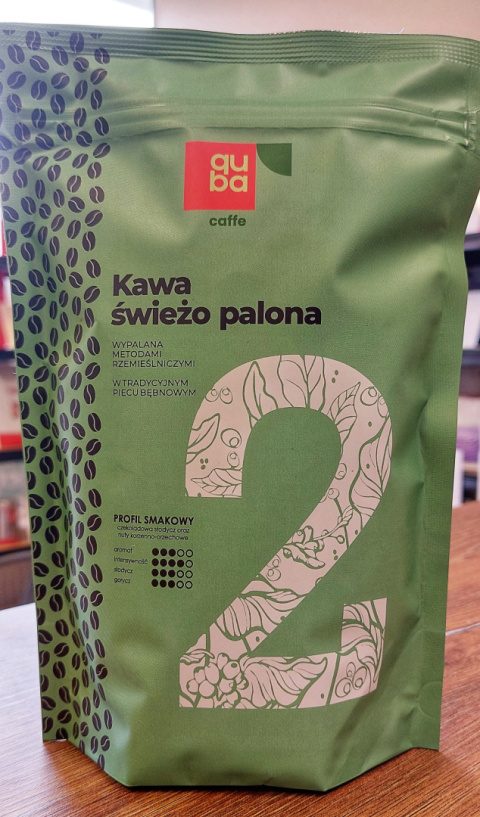 qu
ba
caffe
Kawa
świeżo palona
WYPALANA
METODAMI
RZEMIEŚLNICZYMI
W TRADYCYJNYM
PIECU BĘBNOWYM
2
PROFIL SMAKOWY
czekoladowa słodycz oraz
nuty korzenno-orzechowe
aromat
intensywność
słodycz
gorycz